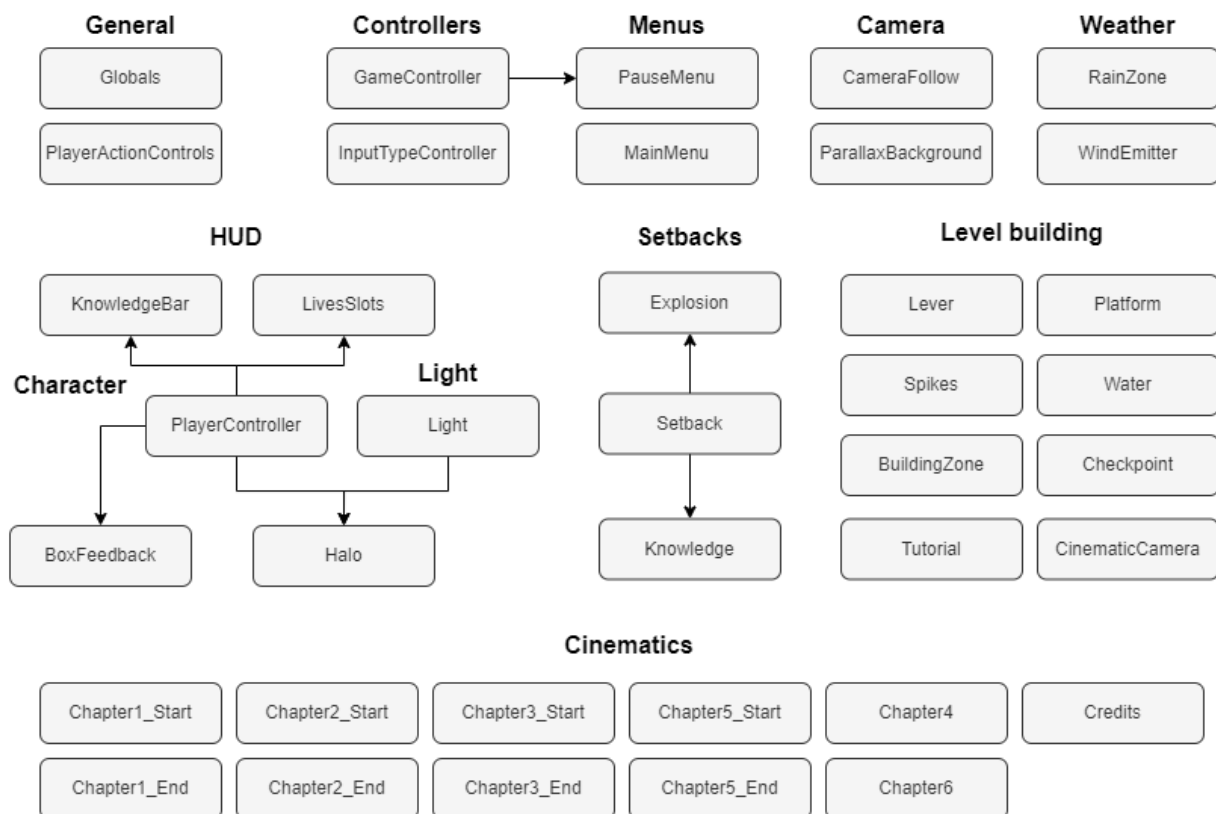 General
Controllers
Menus
Camera
Weather
Globals
GameController
PauseMenu
CameraFollow
RainZone
PlayerActionControls
InputTypeController
MainMenu
ParallaxBackground
WindEmitter
HUD
Setbacks
Level building
KnowledgeBar
LivesSlots
Explosion
Lever
Platform
Character
Light
Spikes
Water
PlayerController
Light
Setback
BuildingZone
Checkpoint
BoxFeedback
Halo
Knowledge
Tutorial
CinematicCamera
Cinematics
Chapter1_Start
Chapter2_Start
Chapter3_Start
Chapter5_Start
Chapter4
Credits
Chapter1_End
Chapter2_End
Chapter3_End
Chapter5_End
Chapter6